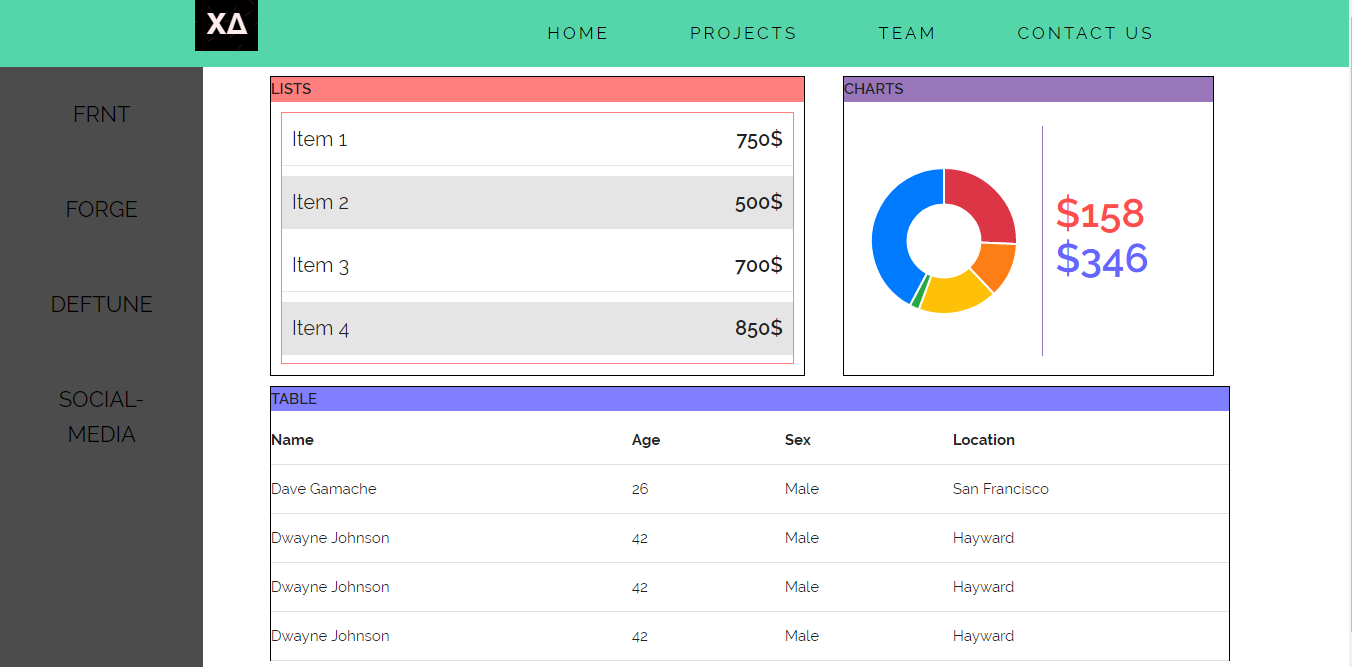 XΔ
HOME PROJECTS TEAM CONTACT US
FRNT
FORGE
DEFTUNE
SOCIAL-
MEDIA
LISTS
Item 1 750$
Item 2 500$
Item 3 700$
Item 4 850$
CHARTS
$158
$346
TABLE
Name Age Sex Location
Dave Gamache 26 Male San Francisco
Dwayne Johnson 42 Male Hayward
Dwayne Johnson 42 Male Hayward
Dwayne Johnson 42 Male Hayward